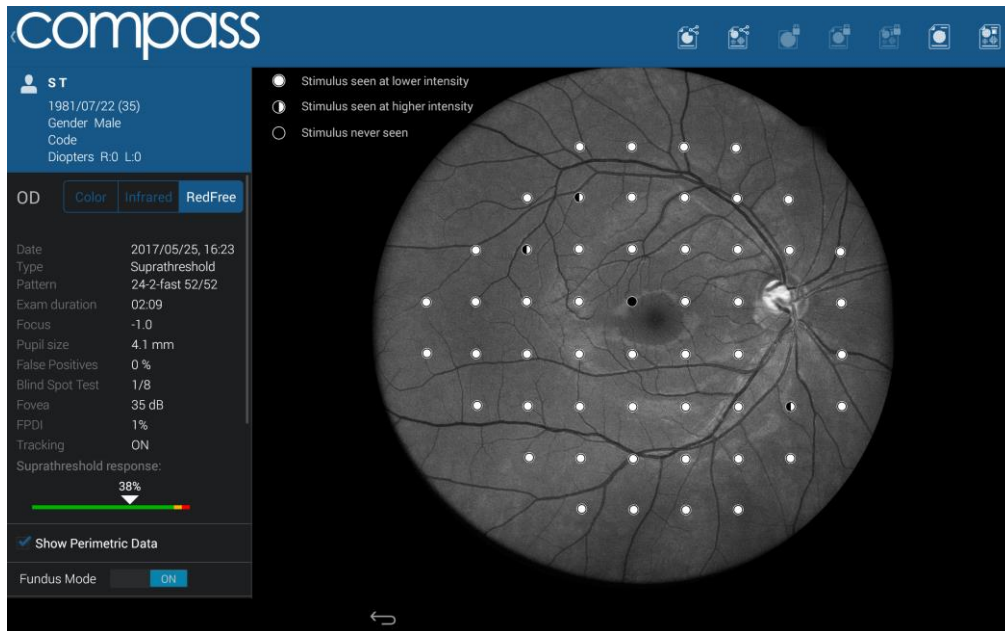 compass
S T
1981/07/22 (35)
Gender Male
Code
Diopters R:0 L:0
Stimulus seen at lower intensity
Stimulus seen at higher intensity
Stimulus never seen
OD Color Infrared RedFree
Date 2017/05/25, 16:23
Type Suprathreshold
Pattern 24-2-fast 52/52
Exam duration 02:09
Focus -1.0
Pupil size 4.1 mm
False Positives 0 %
Blind Spot Test 1/8
Fovea 35 dB
FPDI 1%
Tracking ON
Suprathreshold response:
38%
Show Perimetric Data
Fundus Mode ON